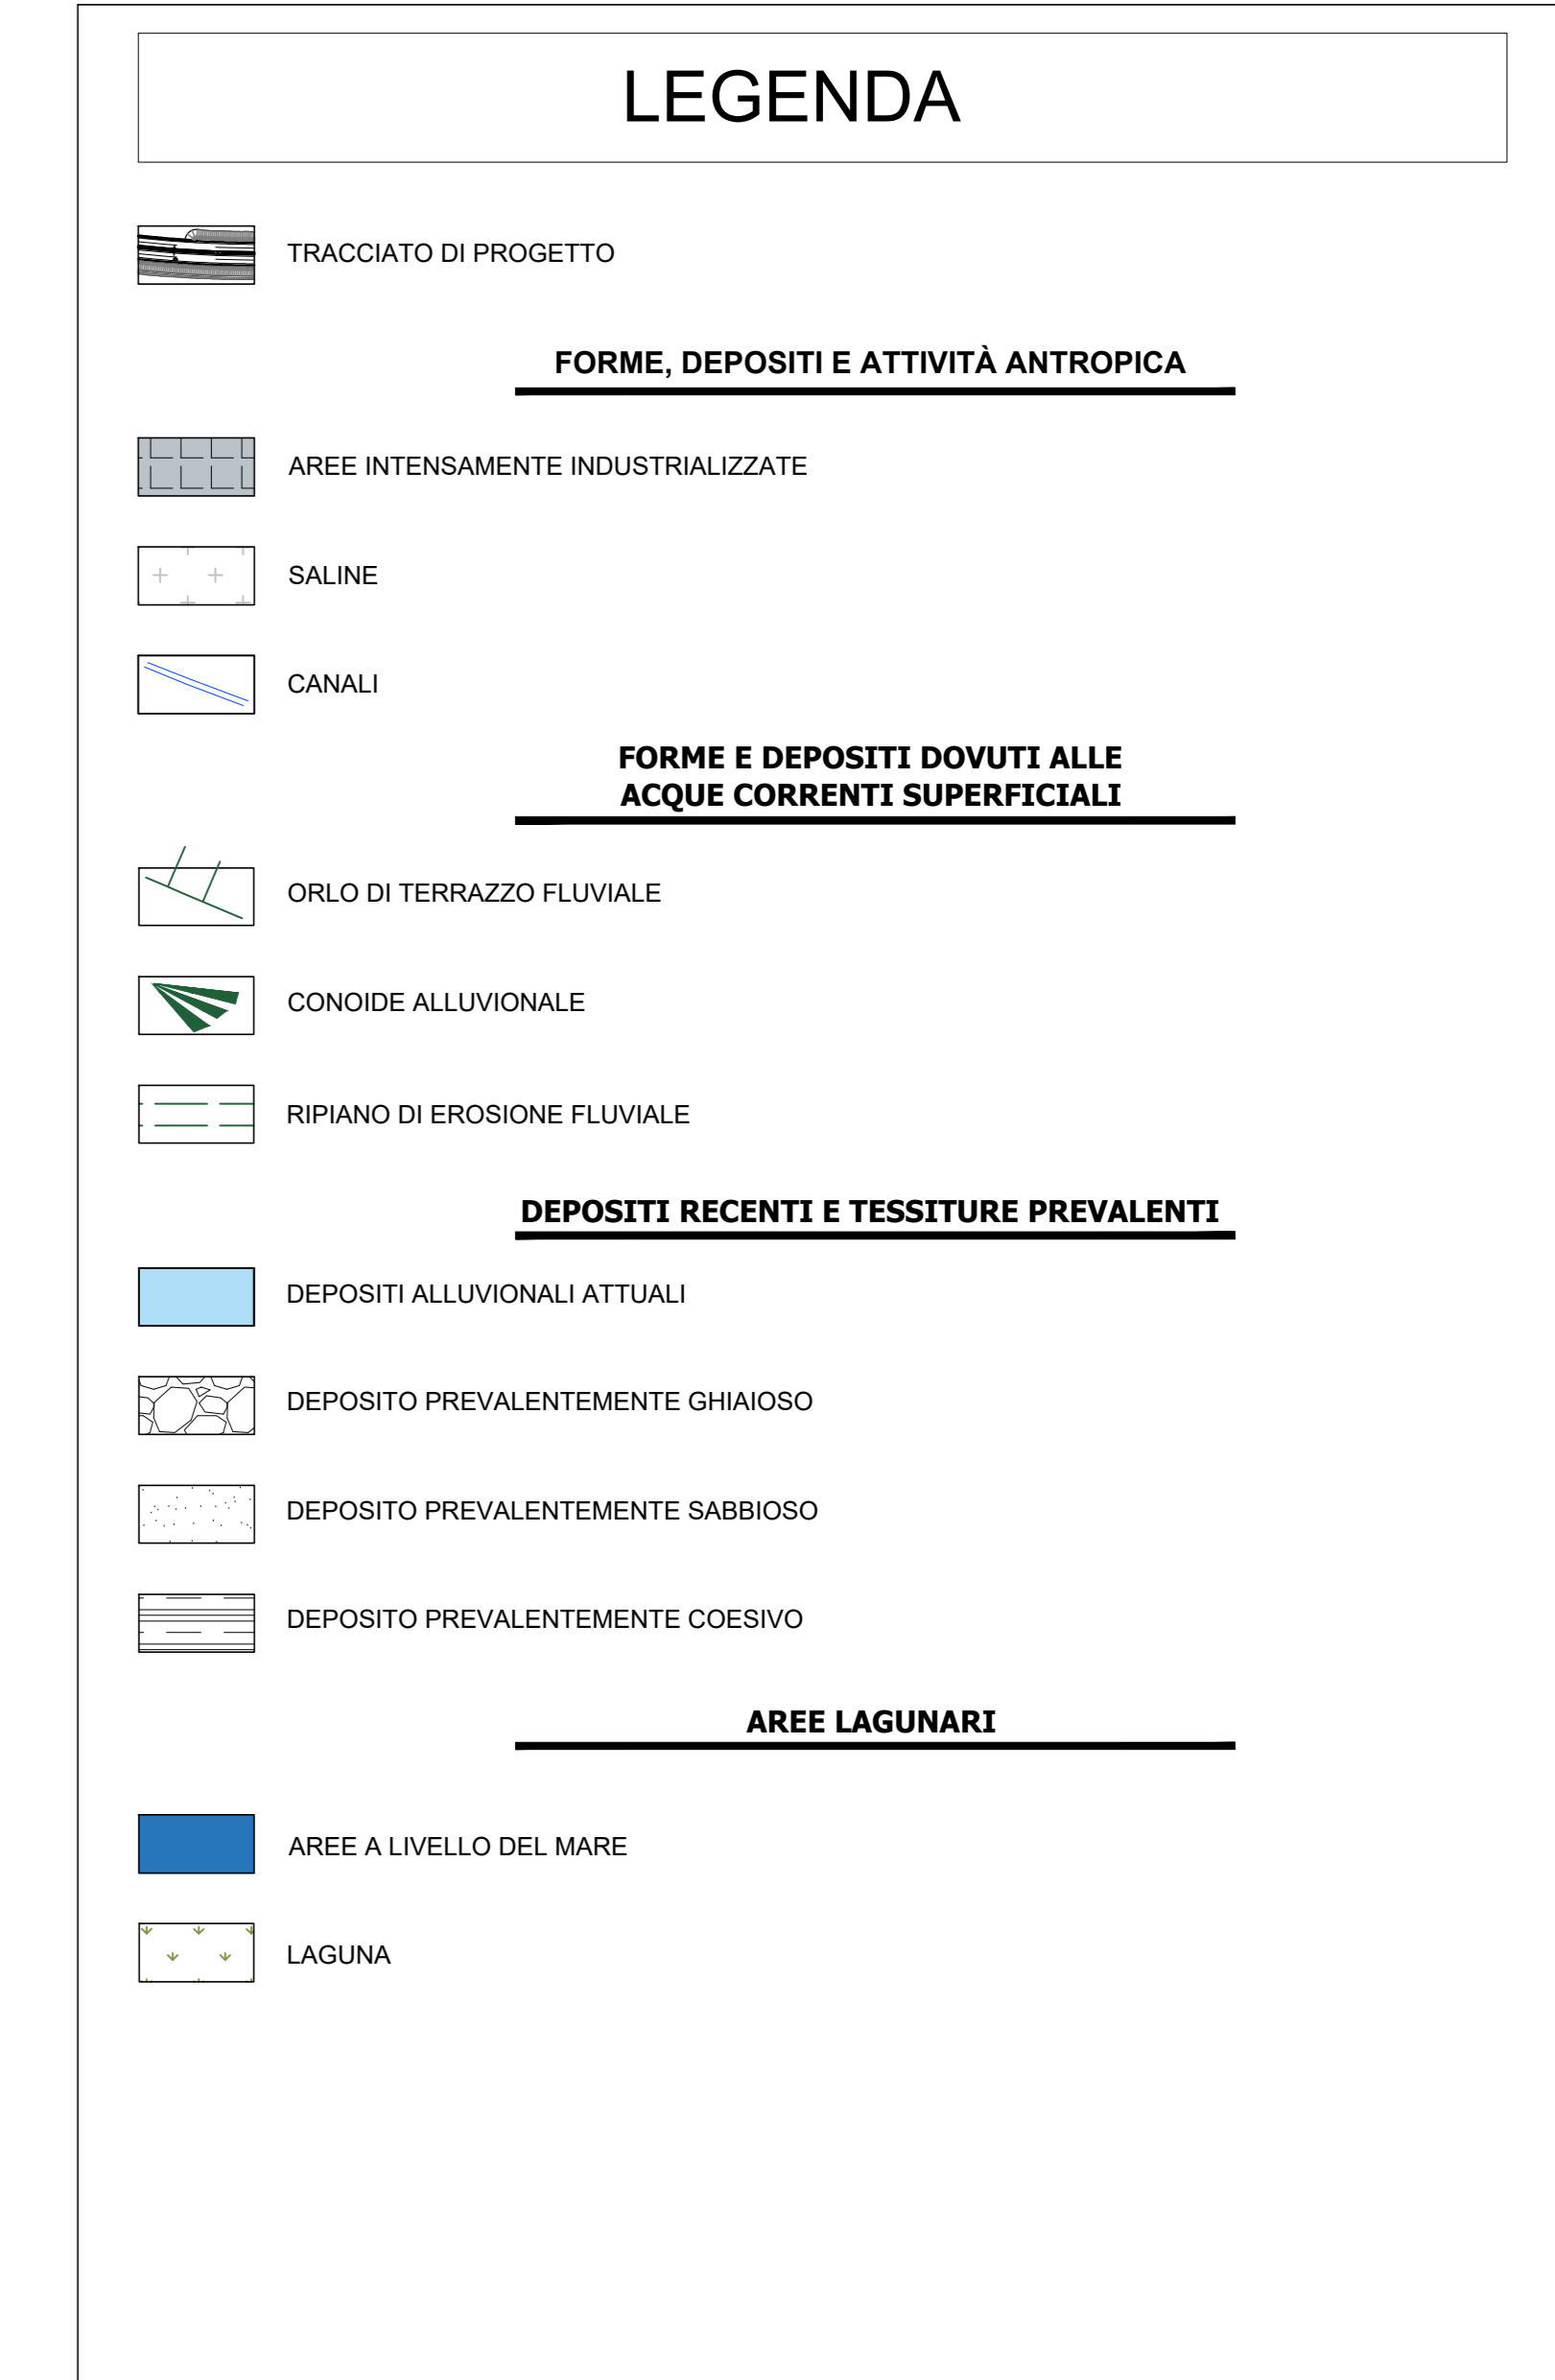 LEGENDA
TRACCIATO DI PROGETTO
FORME, DEPOSITI E ATTIVITÀ ANTROPICA
AREE INTENSAMENTE INDUSTRIALIZZATE
SALINE
CANALI
FORME E DEPOSITI DOVUTI ALLE
ACQUE CORRENTI SUPERFICIALI
ORLO DI TERRAZZO FLUVIALE
CONOIDE ALLUVIONALE
RIPIANO DI EROSIONE FLUVIALE
DEPOSITI RECENTI E TESSITURE PREVALENTI
DEPOSITI ALLUVIONALI ATTUALI
DEPOSITO PREVALENTEMENTE GHIAIOSO
DEPOSITO PREVALENTEMENTE SABBIOSO
DEPOSITO PREVALENTEMENTE COESIVO
AREE LAGUNARI
AREE A LIVELLO DEL MARE
LAGUNA